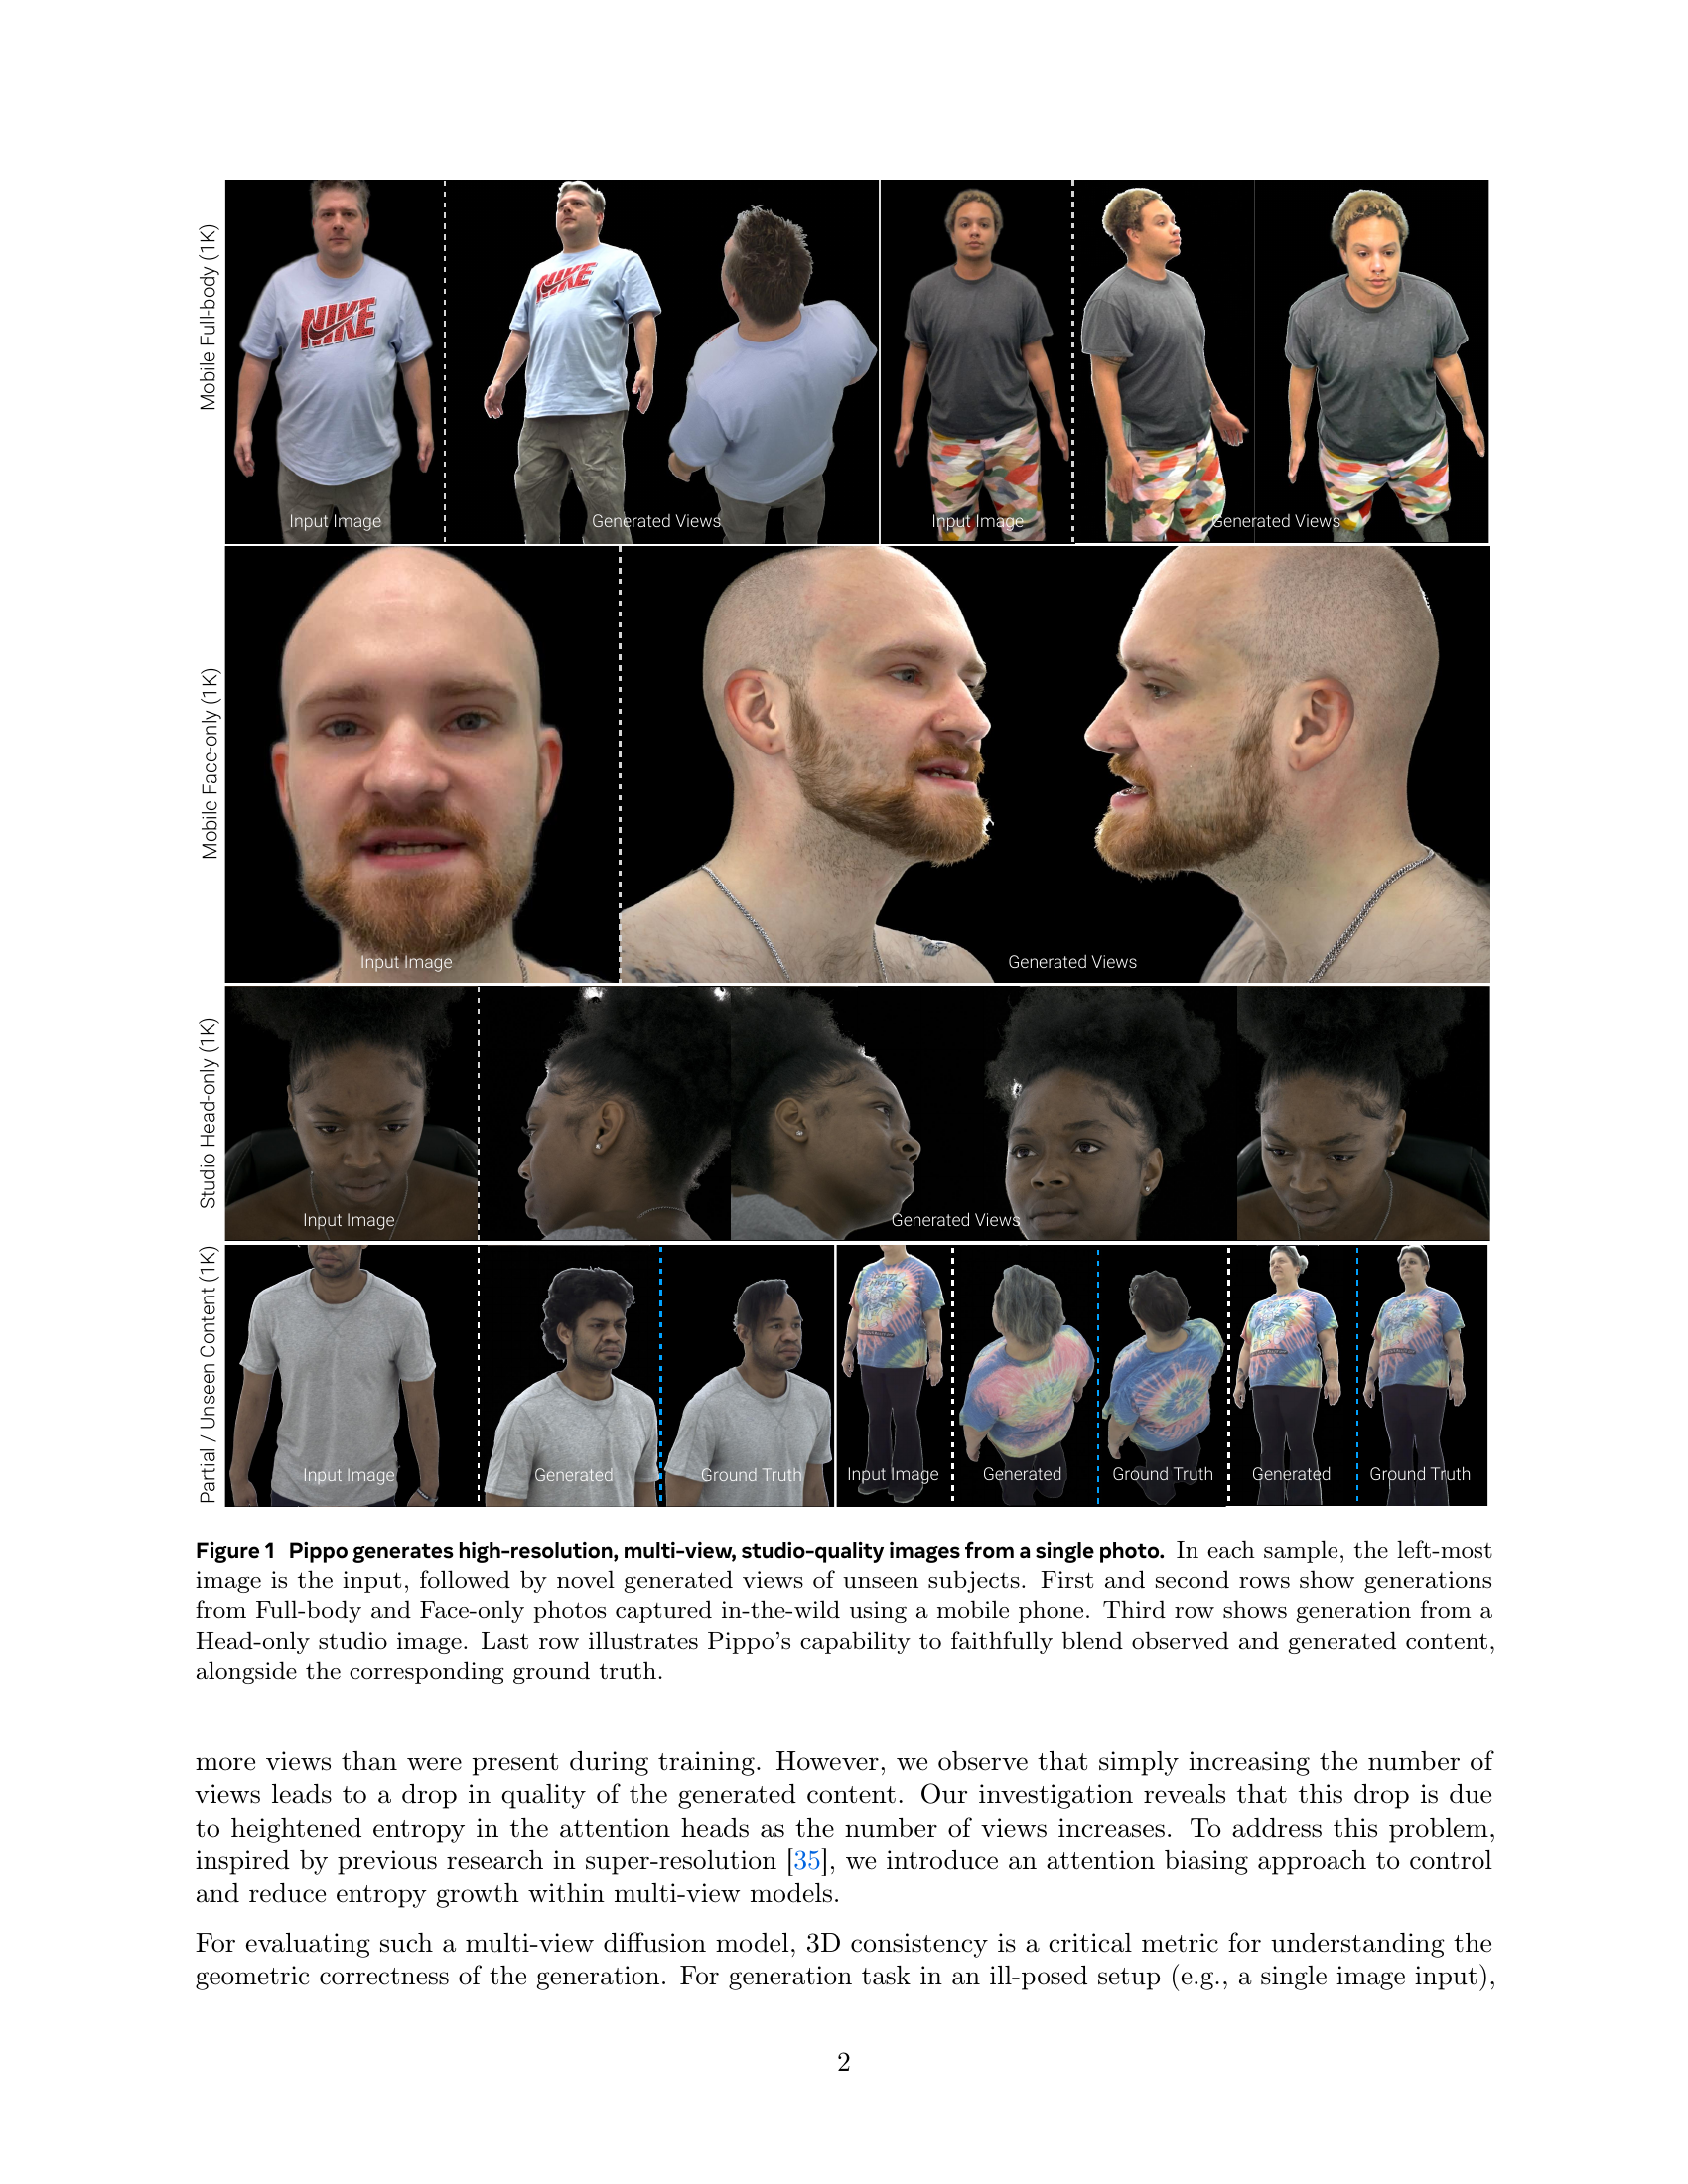 Mobile Full-body (1K)
NIKE
NIKE
Input Image
Generated Views
Input Image
Generated Views
Mobile Face-only (1K)
Input Image
Generated Views
Studio Head-only (1K)
Input Image
Generated Views
Partial / Unseen Content (1K)
Input Image
Generated
Ground Truth
Input Image
Generated
Ground Truth
Generated
Ground Truth
Figure 1 Pippo generates high-resolution, multi-view, studio-quality images from a single photo. In each sample, the left-most
image is the input, followed by novel generated views of unseen subjects. First and second rows show generations
from Full-body and Face-only photos captured in-the-wild using a mobile phone. Third row shows generation from a
Head-only studio image. Last row illustrates Pippo's capability to faithfully blend observed and generated content,
alongside the corresponding ground truth.
more views than were present during training. However, we observe that simply increasing the number of
views leads to a drop in quality of the generated content. Our investigation reveals that this drop is due
to heightened entropy in the attention heads as the number of views increases. To address this problem,
inspired by previous research in super-resolution [35], we introduce an attention biasing approach to control
and reduce entropy growth within multi-view models.
For evaluating such a multi-view diffusion model, 3D consistency is a critical metric for understanding the
geometric correctness of the generation. For generation task in an ill-posed setup (e.g., a single image input),
2